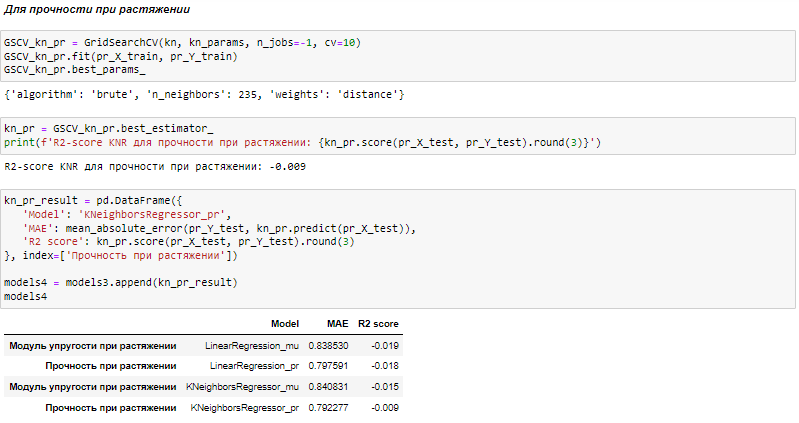 Для прочности при растяжении
GSCV_kn_pr = GridSearchCV(kn, kn_params, n_jobs=-1, cv=10)
GSCV_kn_pr.fit(pr_X_train, pr_Y_train)
GSCV_kn_pr.best_params_
{'algorithm': 'brute', 'n_neighbors': 235, 'weights': 'distance'}
kn_pr = GSCV_kn_pr.best_estimator_
print(f'R2-score KNR для прочности при растяжении: {kn_pr.score(pr_X_test, pr_Y_test).round(3)}')
R2-score KNR для прочности при растяжении: -0.009
kn_pr_result = pd.DataFrame({
'Model': 'KNeighborsRegressor_pr',
'MAE': mean_absolute_error(pr_Y_test, kn_pr.predict(pr_X_test)),
'R2 score': kn_pr.score(pr_X_test, pr_Y_test).round(3)
}, index=['Прочность при растяжении'])
models4 = models3.append(kn_pr_result)
models4
Model MAE R2 score
Модуль упругости при растяжении LinearRegression_mu 0.838530 -0.019
Прочность при растяжении LinearRegression_pr 0.797591 -0.018
Модуль упругости при растяжении KNeighborsRegressor_mu 0.840831 -0.015
Прочность при растяжении KNeighborsRegressor_pr 0.792277 -0.009